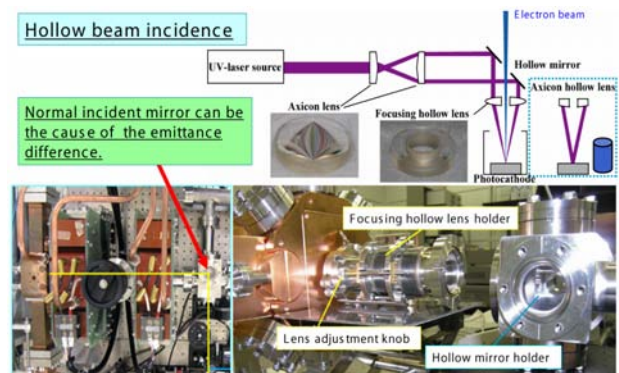 Hollow beam incidence
Electron beam
UV-laser source
Hollow mirror
Axicon lens
Focusing hollow lens
Axicon hollow lens
Photocathode
Normal incident mirror can be
the cause of the emittance
difference.
Focusing hollow lens holder
Lens adjustment knob
Hollow mirror holder